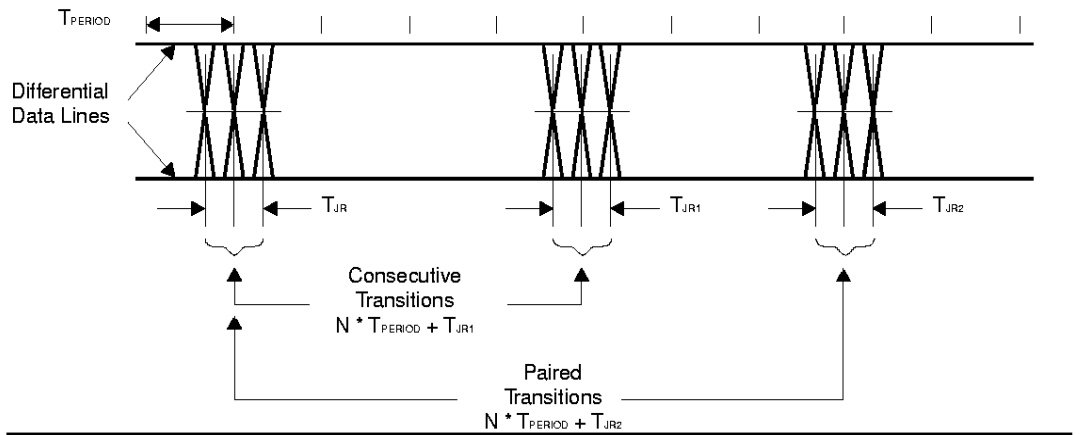 TPERIOD
Differential
Data Lines
TJR
TJR1
TJR2
Consecutive
Transitions
N * TPERIOD + TJR1
Paired
Transitions
N * TPERIOD + TJR2